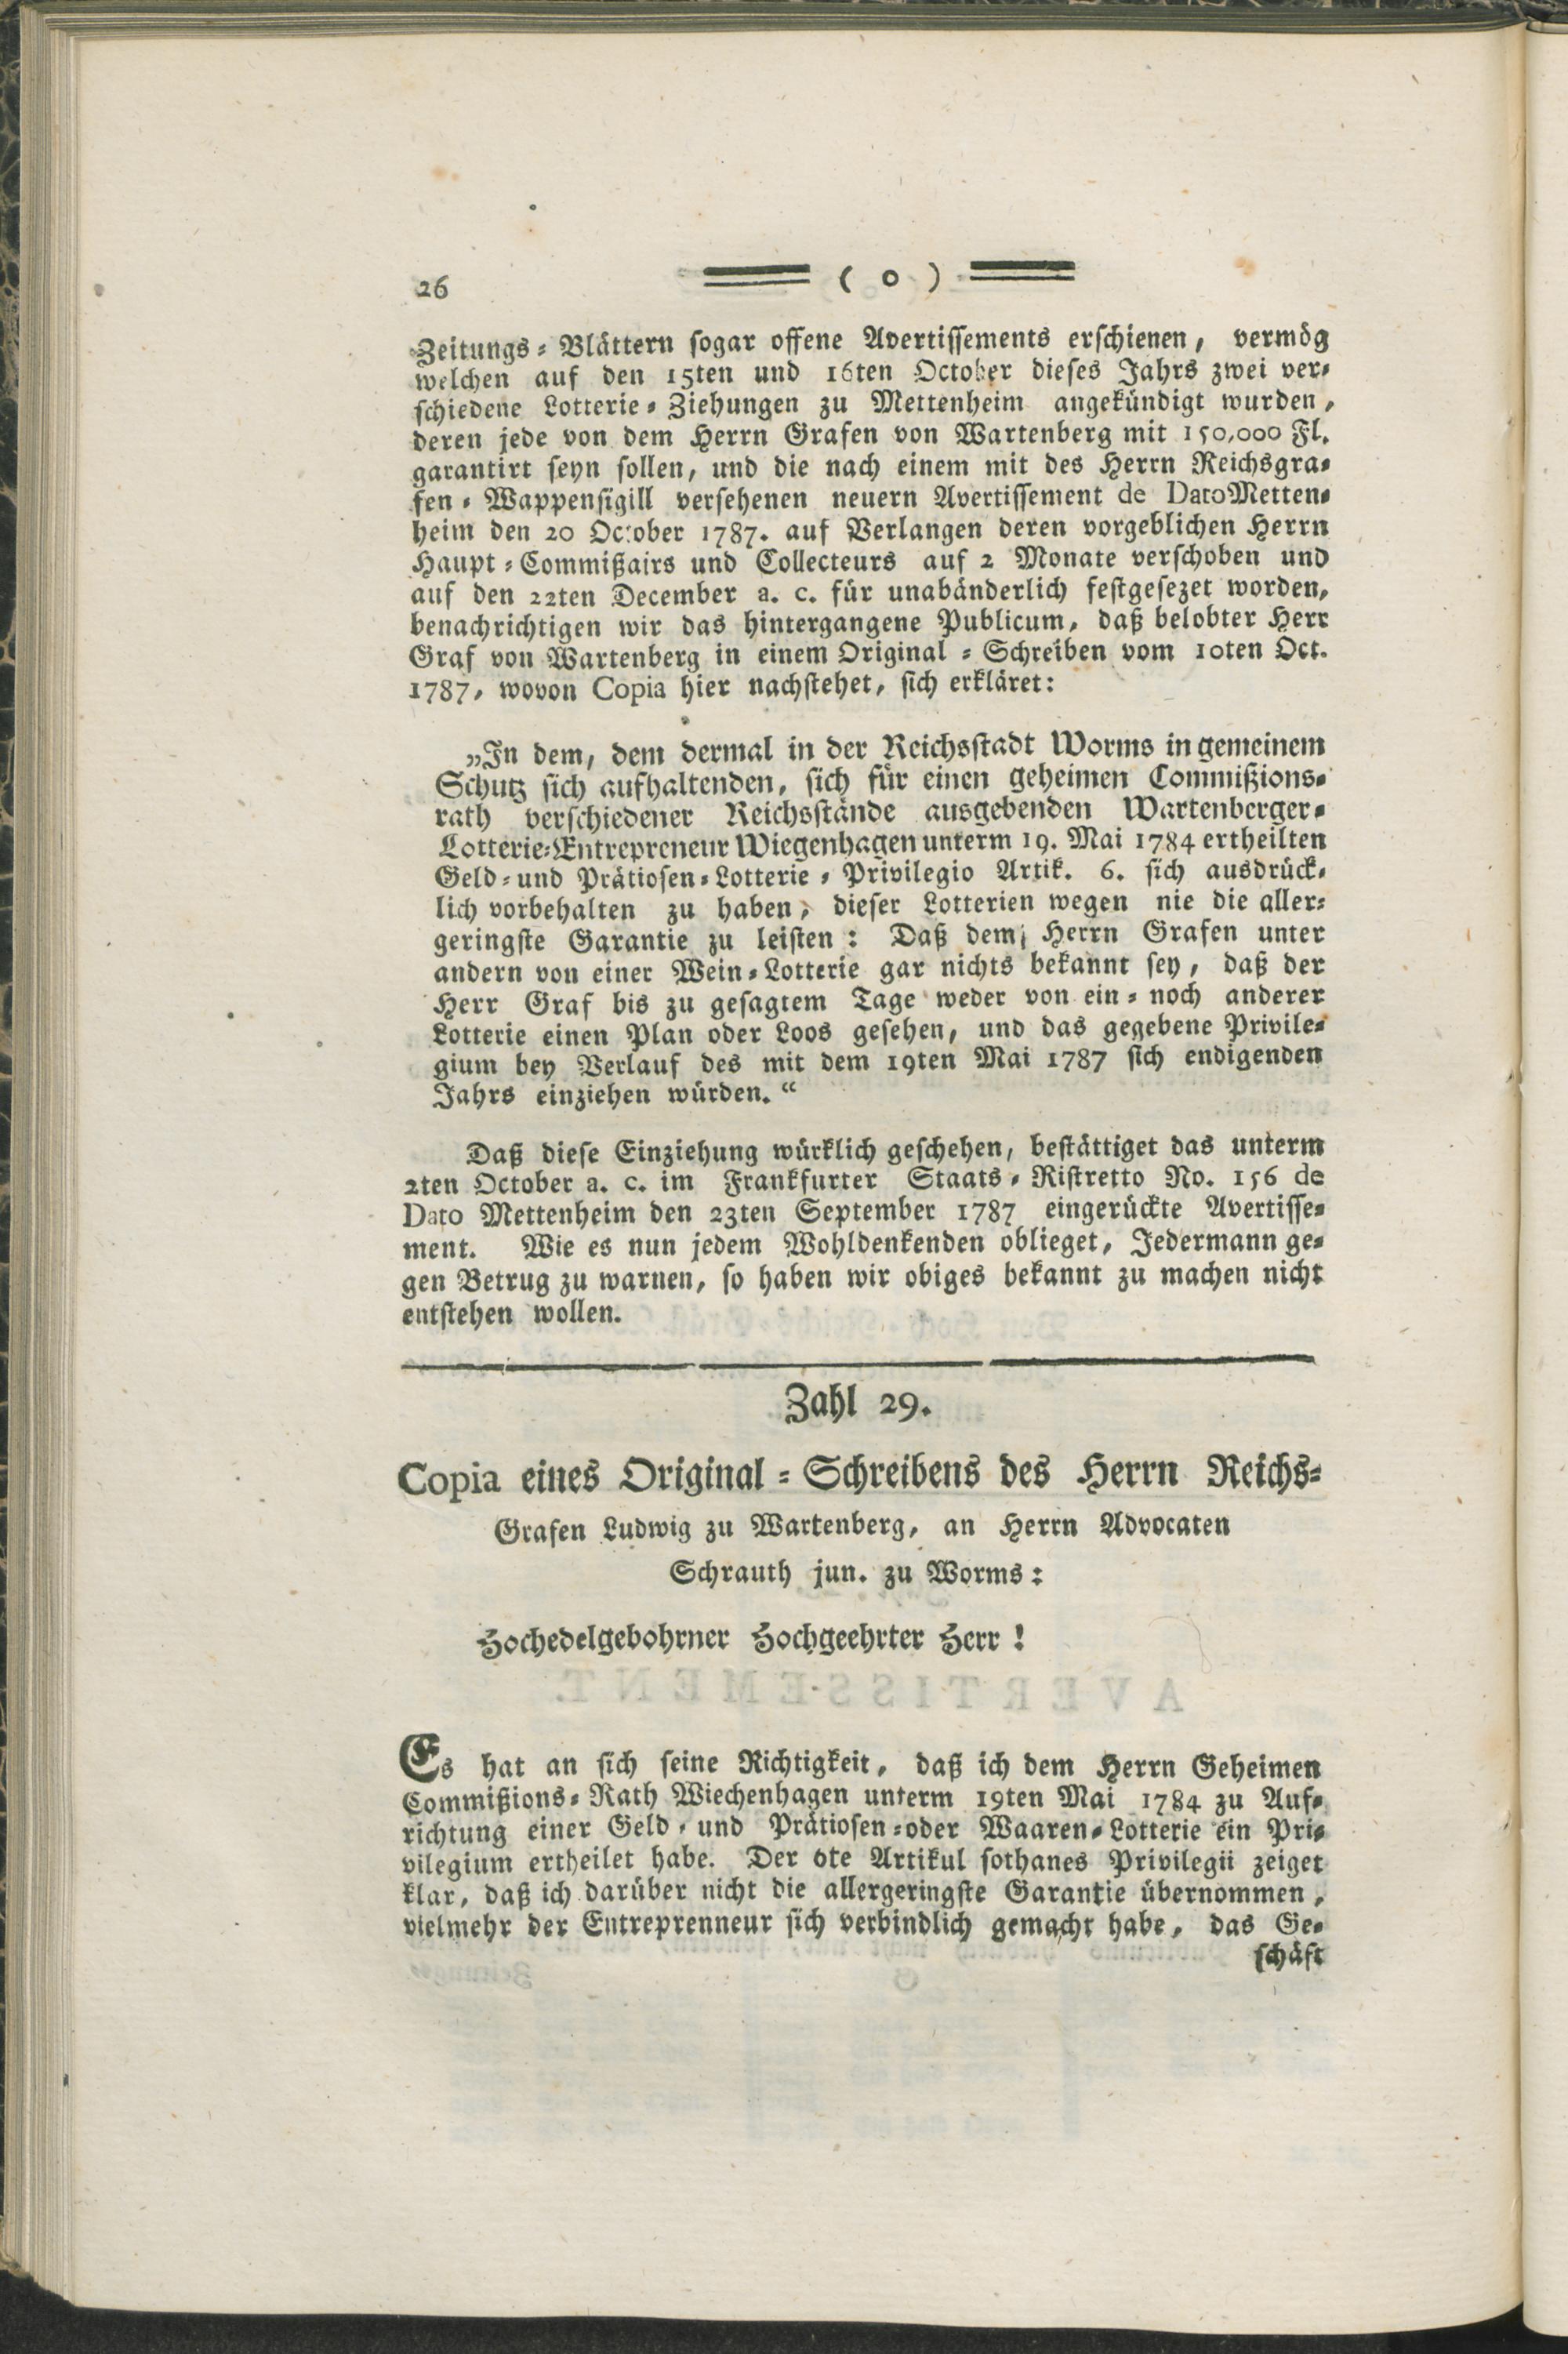 26 ( o )
Zeitungs-Blättern sogar offene Avertissements erschienen, vermög
welchen auf den 15ten und 16ten October dieses Jahrs zwei ver-
schiedene Lotterie-Ziehungen zu Mettenheim angekündigt wurden,
deren jede von dem Herrn Grafen von Wartenberg mit 150,000 Fl.
garantirt seyn sollen, und die nach einem mit des Herrn Reichsgra-
fen-Wappensigill versehenen neuern Avertissement de Dato Metten-
heim den 20 October 1787. auf Verlangen deren vorgeblichen Herrn
Haupt-Commißairs und Collecteurs auf 2 Monate verschoben und
auf den 22ten December a. c. für unabänderlich festgesezet worden,
benachrichtigen wir das hintergangene Publicum, daß belobter Herr
Graf von Wartenberg in einem Original-Schreiben vom 10ten Oct.
1787, wovon Copia hier nachstehet, sich erkläret:
„In dem, dem dermal in der Reichsstadt Worms in gemeinem
Schutz sich aufhaltenden, sich für einen geheimen Commißions-
rath verschiedener Reichsstände ausgebenden Wartenberger-
Lotterie-Entrepreneur Wiegenhagen unterm 19. Mai 1784 ertheilten
Geld-und Prätiosen-Lotterie-Privilegio Artik. 6. sich ausdrück-
lich vorbehalten zu haben, dieser Lotterien wegen nie die aller-
geringste Garantie zu leisten: Daß dem Herrn Grafen unter
andern von einer Wein-Lotterie gar nichts bekannt sey, daß der
Herr Graf bis zu gesagtem Tage weder von ein-noch anderer
Lotterie einen Plan oder Loos gesehen, und das gegebene Privile-
gium bey Verlauf des mit dem 19ten Mai 1787 sich endigenden
Jahrs einziehen würden.“
Daß diese Einziehung würklich geschehen, bestättiget das unterm
2ten October a. c. im Frankfurter Staats-Ristretto No. 156 de
Dato Mettenheim den 23ten September 1787 eingerückte Avertisse-
ment. Wie es nun jedem Wohldenkenden oblieget, Jedermann ge-
gen Betrug zu warnen, so haben wir obiges bekannt zu machen nicht
entstehen wollen.
Zahl 29.
Copia eines Original-Schreibens des Herrn Reichs-
Grafen Ludwig zu Wartenberg, an Herrn Advocaten
Schrauth jun. zu Worms:
Hochedelgebohrner Hochgeehrter Herr!
Es hat an sich seine Richtigkeit, daß ich dem Herrn Geheimen
Commißions-Rath Wiechenhagen unterm 19ten Mai 1784 zu Auf-
richtung einer Geld-und Prätiosen-oder Waaren-Lotterie ein Pri-
vilegium ertheilet habe. Der 6te Artikul sothanes Privilegii zeiget
klar, daß ich darüber nicht die allergeringste Garantie übernommen,
vielmehr der Entreprenneur sich verbindlich gemacht habe, das Ge-
schäft